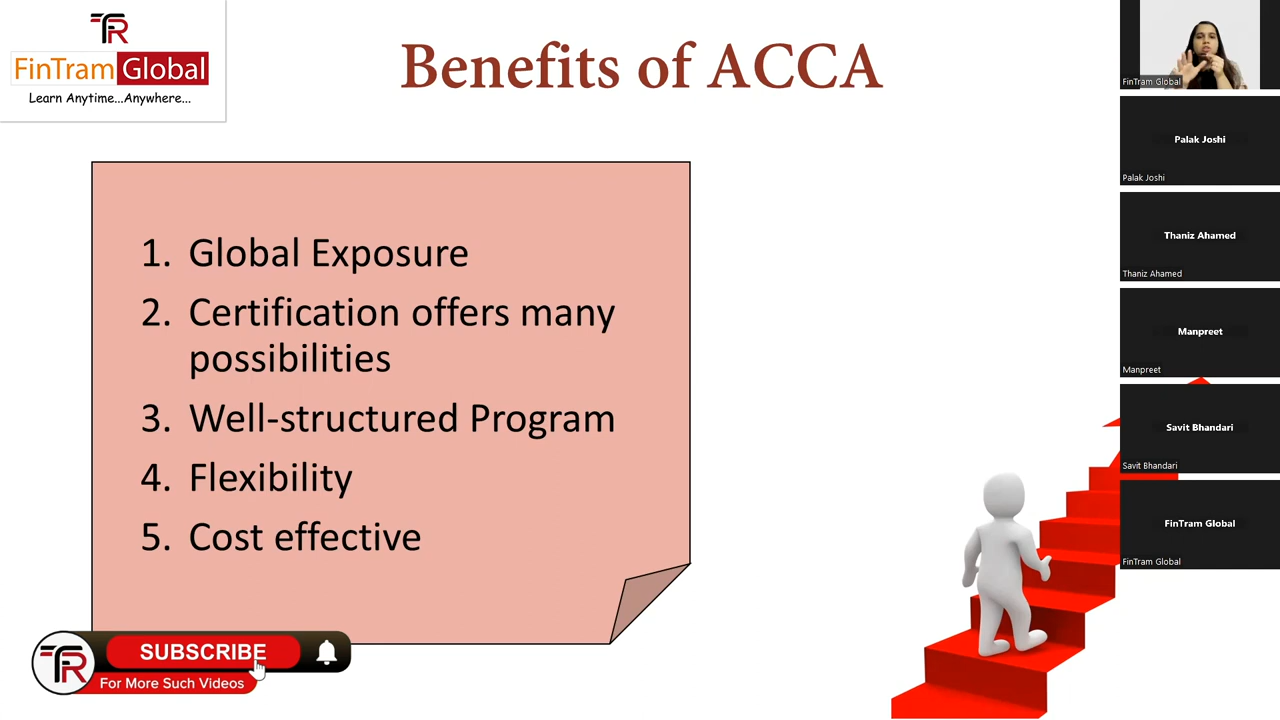 TR
FinTram Global
Learn Anytime...Anywhere...
Benefits of ACCA
1. Global Exposure
2. Certification offers many
possibilities
3. Well-structured Program
4. Flexibility
5. Cost effective
TR
SUBSCRIBE
For More Such Videos
FinTram Global
Palak Joshi
Palak Joshi
Thaniz Ahamed
Thaniz Ahamed
Manpreet
Manpreet
Savit Bhandari
Savit Bhandari
FinTram Global
FinTram Global